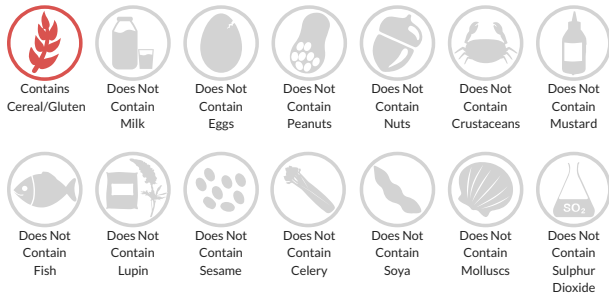 Contains
Cereal/Gluten
Does Not
Contain
Milk
Does Not
Contain
Eggs
Does Not
Contain
Peanuts
Does Not
Contain
Nuts
Does Not
Contain
Crustaceans
Does Not
Contain
Mustard
Does Not
Contain
Fish
Does Not
Contain
Lupin
Does Not
Contain
Sesame
Does Not
Contain
Celery
Does Not
Contain
Soya
Does Not
Contain
Molluscs
SO₂
Does Not
Contain
Sulphur
Dioxide